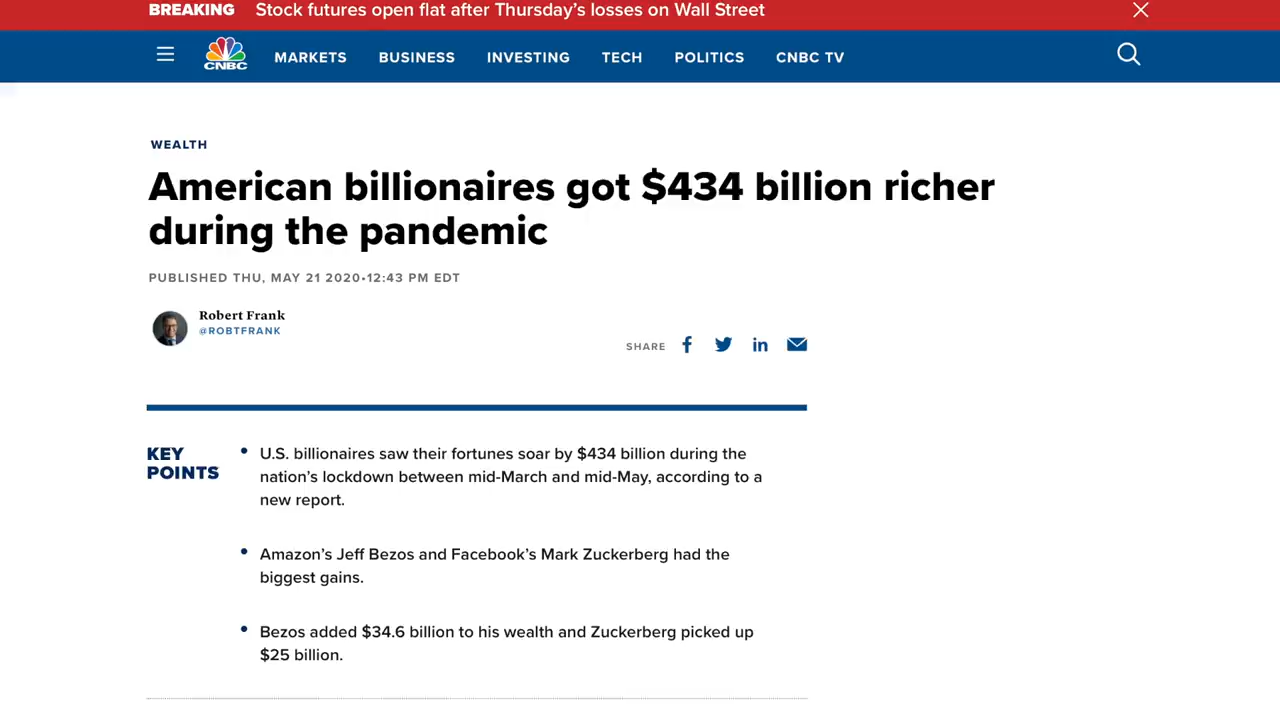 BREAKING Stock futures open flat after Thursday's losses on Wall Street
CNBC MARKETS BUSINESS INVESTING TECH POLITICS CNBC TV
WEALTH
American billionaires got $434 billion richer
during the pandemic
PUBLISHED THU, MAY 21 2020•12:43 PM EDT
Robert Frank
@ROBTFRANK
SHARE
KEY
POINTS
• U.S. billionaires saw their fortunes soar by $434 billion during the
nation's lockdown between mid-March and mid-May, according to a
new report.
• Amazon's Jeff Bezos and Facebook's Mark Zuckerberg had the
biggest gains.
• Bezos added $34.6 billion to his wealth and Zuckerberg picked up
$25 billion.